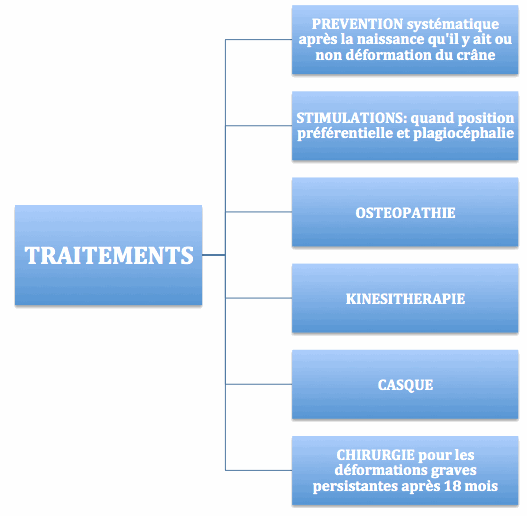 TRAITEMENTS
PREVENTION systématique
après la naissance qu'il y ait ou
non déformation du crâne
STIMULATIONS: quand position
préférentielle et plagiocéphalie
OSTEOPATHIE
KINESITHERAPIE
CASQUE
CHIRURGIE pour les
déformations graves
persistantes après 18 mois